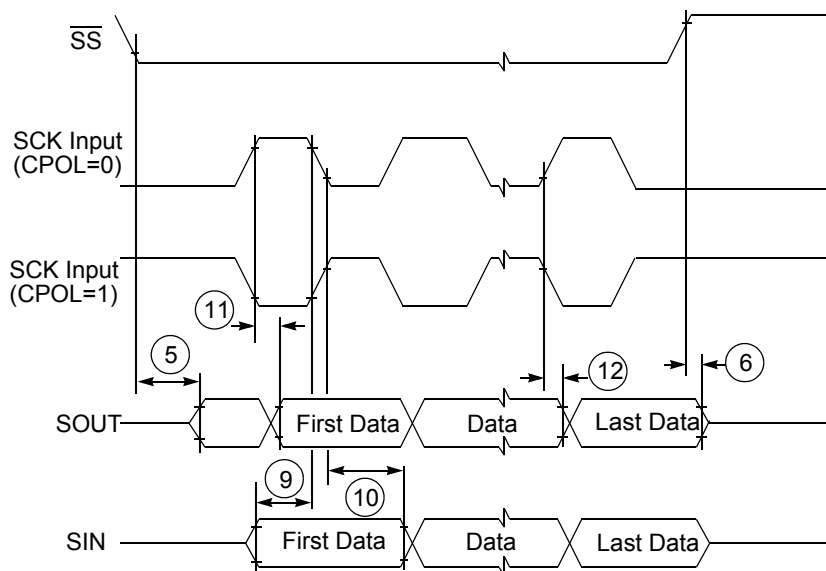 S̅S̅
SCK Input
(CPOL=0)
SCK Input
(CPOL=1)
11
5
12
6
SOUT
First Data
Data
Last Data
9
10
SIN
First Data
Data
Last Data